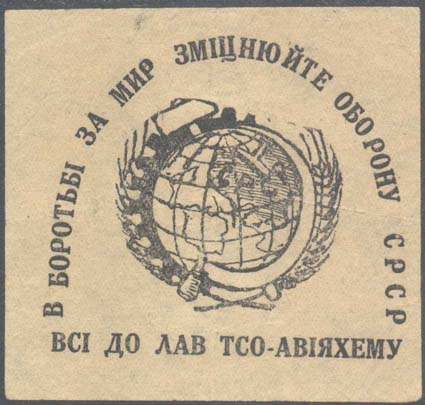 В БОРОТЬБІ ЗА МИР ЗМІЦНЮЙТЕ ОБОРОНУ СРСР
ВСІ ДО ЛАВ ТСО-АВІЯХЕМУ